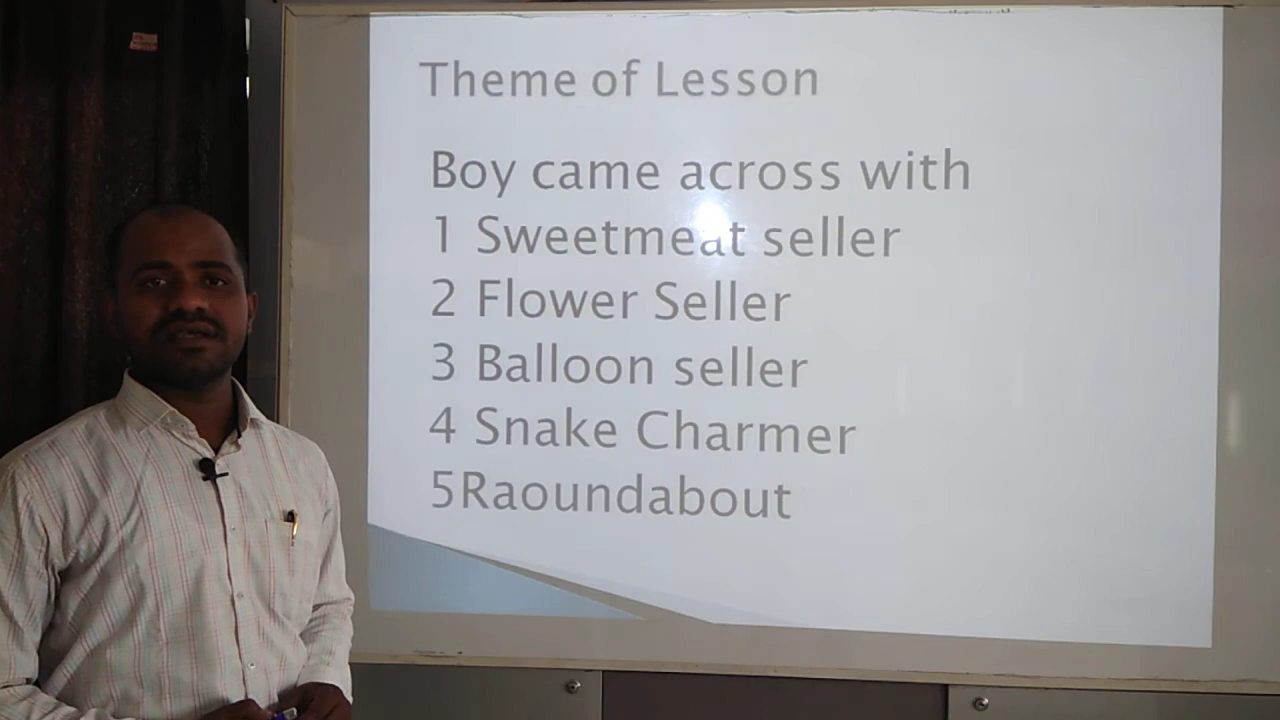 Theme of Lesson
Boy came across with
1 Sweetmeat seller
2 Flower Seller
3 Balloon seller
4 Snake Charmer
5Raoundabout